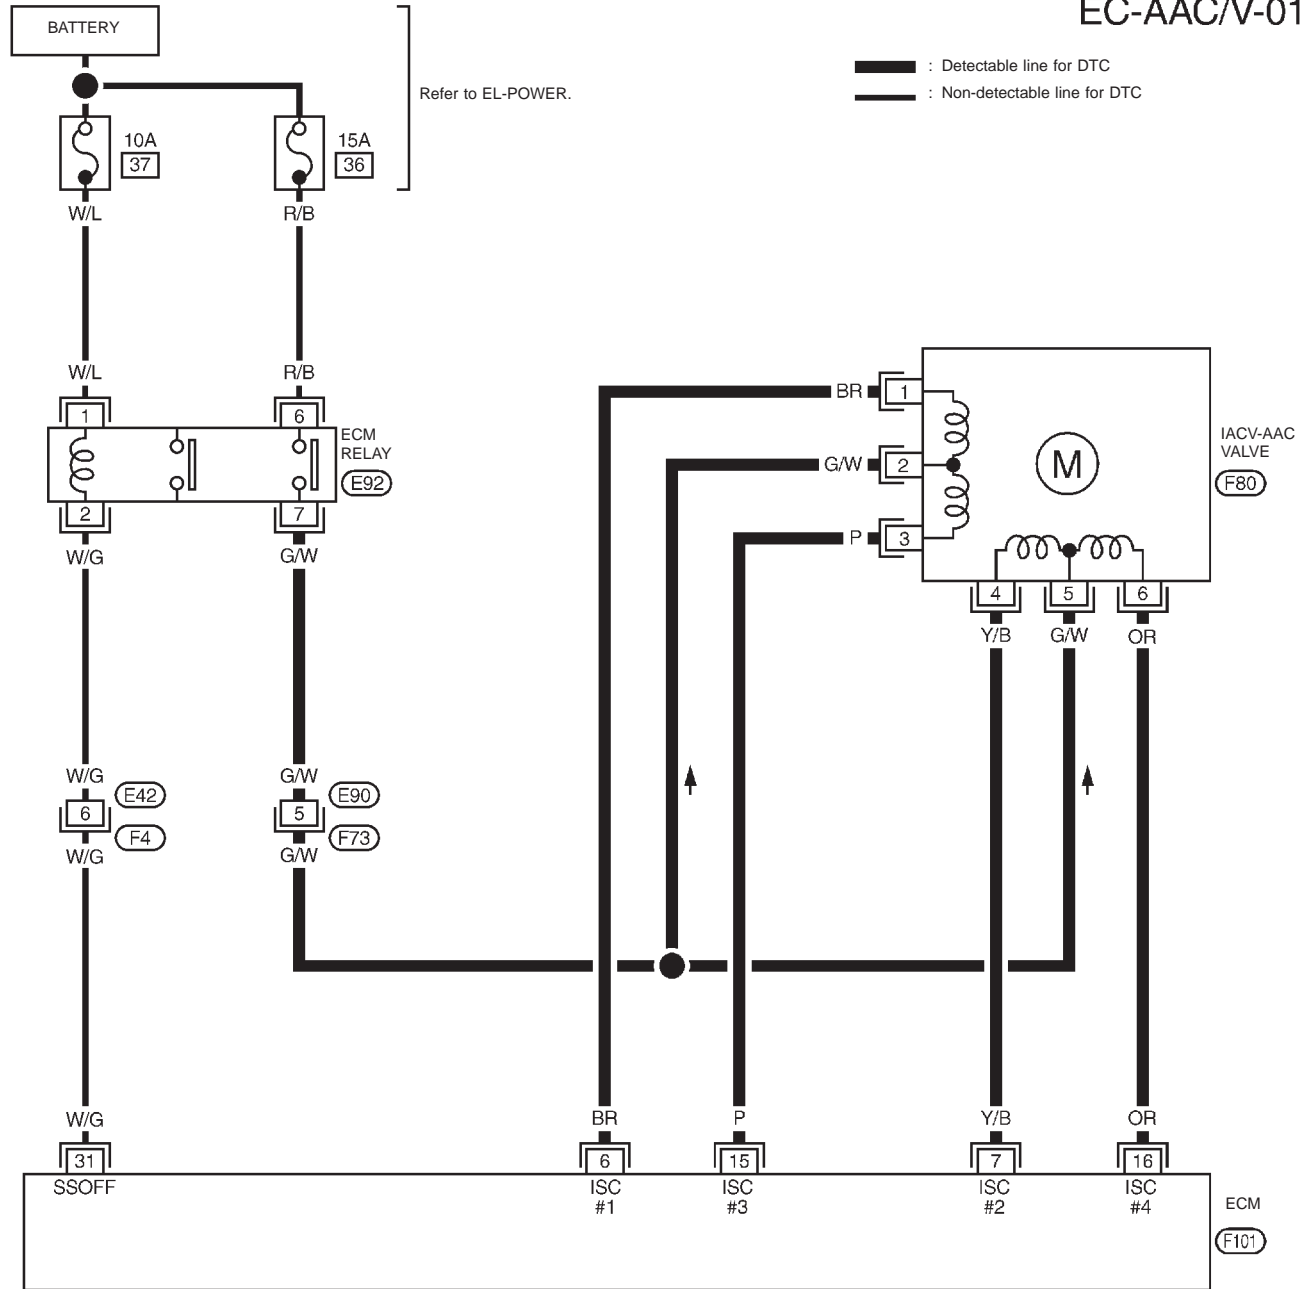 EC-AAC/V-01
BATTERY
: Detectable line for DTC
: Non-detectable line for DTC
Refer to EL-POWER.
10A
37
15A
36
W/L
R/B
W/L
R/B
1
6
ECM
RELAY
E92
2
7
W/G
G/W
BR
1
G/W
2
P
3
M
IACV-AAC
VALVE
F80
4
5
6
Y/B
G/W
OR
W/G
G/W
6
E42
F4
5
E90
F73
W/G
G/W
W/G
BR
P
Y/B
OR
31
6
15
7
16
SSOFF
ISC
#1
ISC
#3
ISC
#2
ISC
#4
ECM
F101